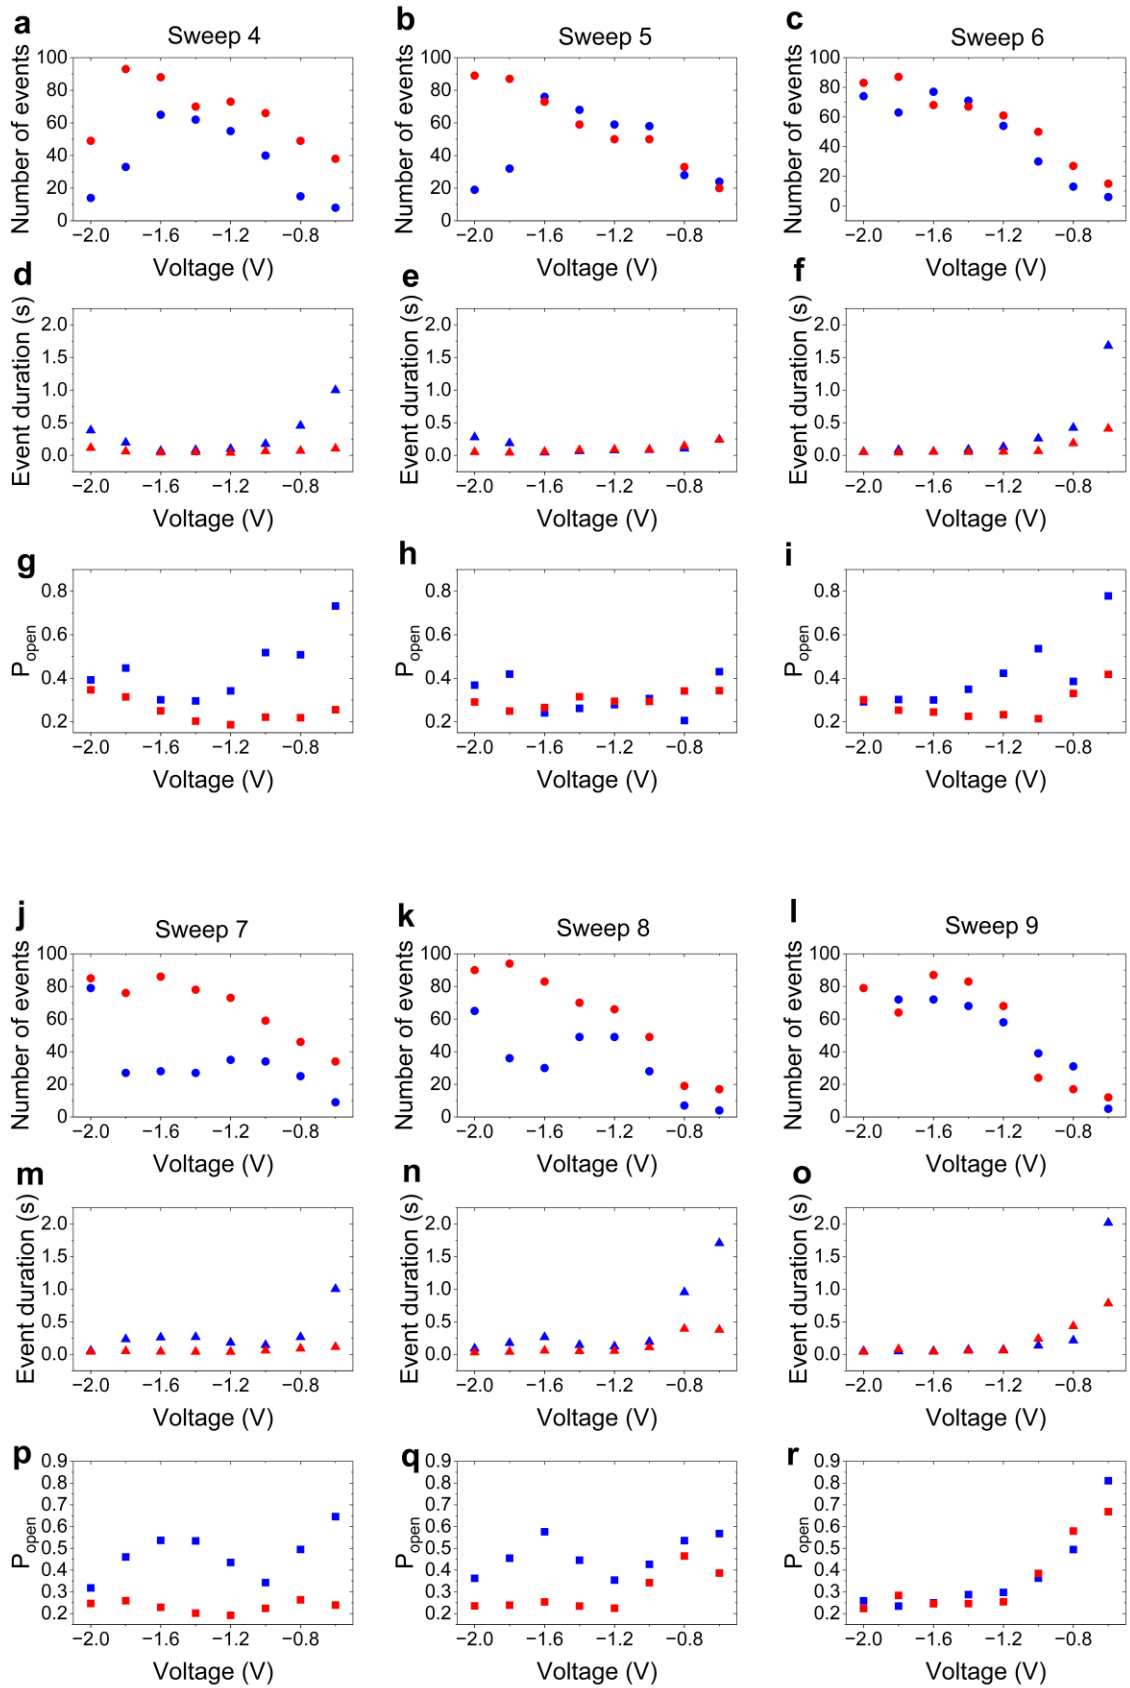 a b c
Sweep 4 Sweep 5 Sweep 6
Number of events 100 80 60 40 20 0 −2.0 −1.6 −1.2 −0.8 Voltage (V)
Number of events 100 80 60 40 20 0 −2.0 −1.6 −1.2 −0.8 Voltage (V)
Number of events 100 80 60 40 20 0 −2.0 −1.6 −1.2 −0.8 Voltage (V)
d e f
Event duration (s) 2.0 1.5 1.0 0.5 0.0 −2.0 −1.6 −1.2 −0.8 Voltage (V)
Event duration (s) 2.0 1.5 1.0 0.5 0.0 −2.0 −1.6 −1.2 −0.8 Voltage (V)
Event duration (s) 2.0 1.5 1.0 0.5 0.0 −2.0 −1.6 −1.2 −0.8 Voltage (V)
g h i
Popen 0.8 0.6 0.4 0.2 −2.0 −1.6 −1.2 −0.8 Voltage (V)
Popen 0.8 0.6 0.4 0.2 −2.0 −1.6 −1.2 −0.8 Voltage (V)
Popen 0.8 0.6 0.4 0.2 −2.0 −1.6 −1.2 −0.8 Voltage (V)
j k l
Sweep 7 Sweep 8 Sweep 9
Number of events 100 80 60 40 20 0 −2.0 −1.6 −1.2 −0.8 Voltage (V)
Number of events 100 80 60 40 20 0 −2.0 −1.6 −1.2 −0.8 Voltage (V)
Number of events 100 80 60 40 20 0 −2.0 −1.6 −1.2 −0.8 Voltage (V)
m n o
Event duration (s) 2.0 1.5 1.0 0.5 0.0 −2.0 −1.6 −1.2 −0.8 Voltage (V)
Event duration (s) 2.0 1.5 1.0 0.5 0.0 −2.0 −1.6 −1.2 −0.8 Voltage (V)
Event duration (s) 2.0 1.5 1.0 0.5 0.0 −2.0 −1.6 −1.2 −0.8 Voltage (V)
p q r
Popen 0.9 0.8 0.7 0.6 0.5 0.4 0.3 0.2 −2.0 −1.6 −1.2 −0.8 Voltage (V)
Popen 0.9 0.8 0.7 0.6 0.5 0.4 0.3 0.2 −2.0 −1.6 −1.2 −0.8 Voltage (V)
Popen 0.9 0.8 0.7 0.6 0.5 0.4 0.3 0.2 −2.0 −1.6 −1.2 −0.8 Voltage (V)